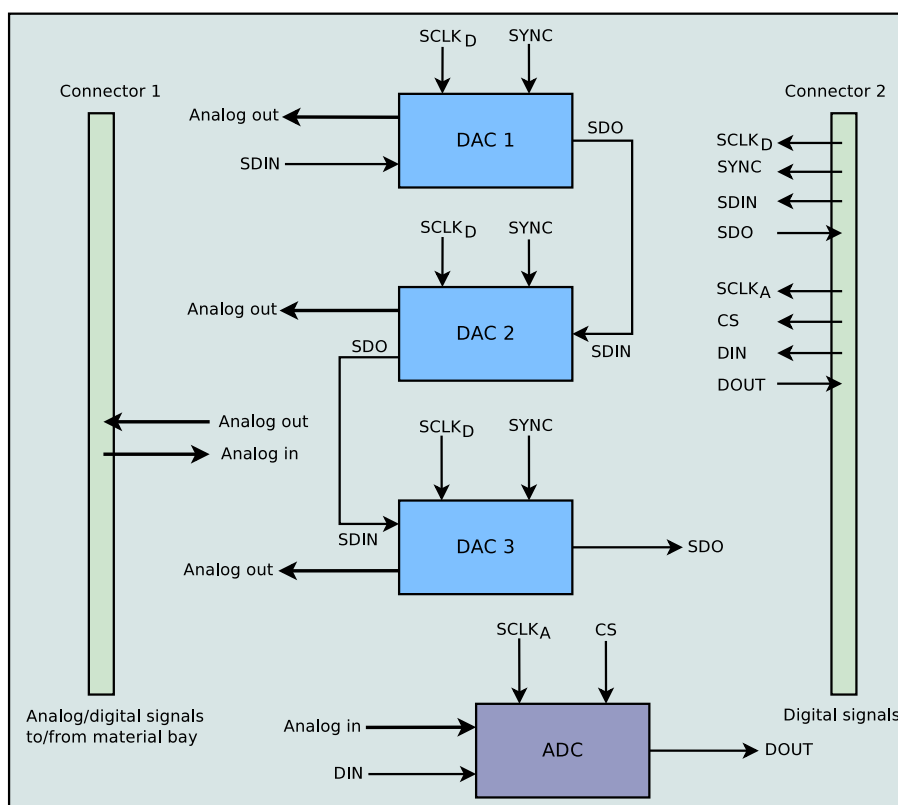 SCLKD
SYNC
Connector 1
Connector 2
Analog out
DAC 1
SDO
SDIN
SCLKD
SYNC
SDIN
SDO
SCLKD
SYNC
Analog out
DAC 2
SDO
SDIN
SCLKA
CS
DIN
DOUT
Analog out
Analog in
SCLKD
SYNC
SDIN
DAC 3
SDO
Analog out
SCLKA
CS
Analog/digital signals
to/from material bay
Digital signals
Analog in
ADC
DOUT
DIN